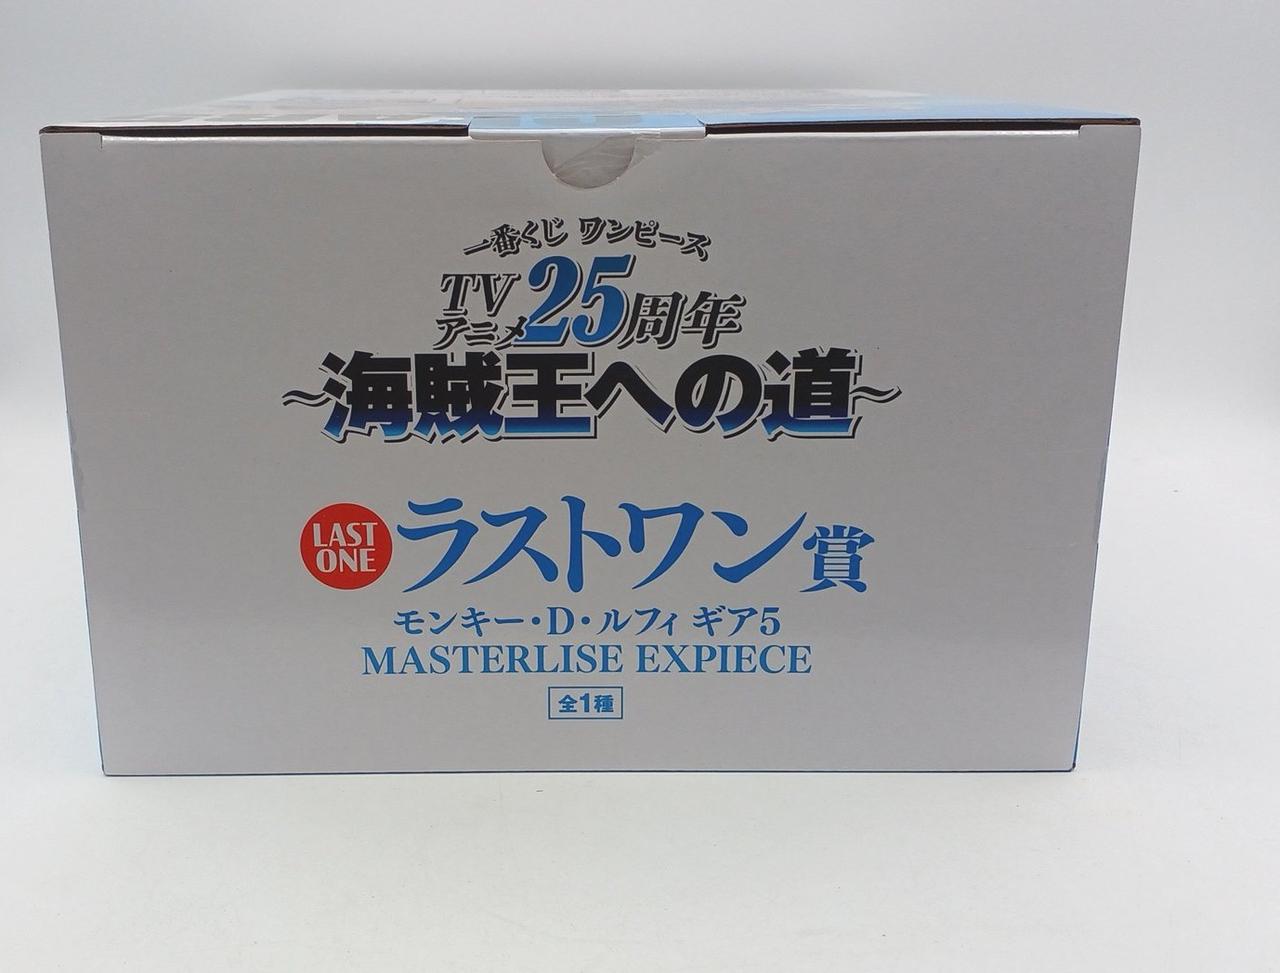 一番くじ ワンピース
TVアニメ25周年
～海賊王への道～
LAST ONE
ラストワン賞
モンキー・D・ルフィ ギア5
MASTERLISE EXPIECE
全1種